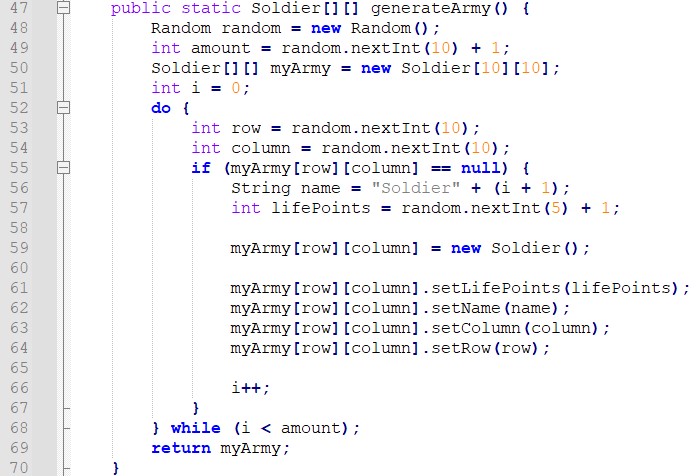 47 public static Soldier[][] generateArmy() {
48 Random random = new Random();
49 int amount = random.nextInt(10) + 1;
50 Soldier[][] myArmy = new Soldier[10][10];
51 int i = 0;
52 do {
53 int row = random.nextInt(10);
54 int column = random.nextInt(10);
55 if (myArmy[row][column] == null) {
56 String name = "Soldier" + (i + 1);
57 int lifePoints = random.nextInt(5) + 1;
58
59 myArmy[row][column] = new Soldier();
60
61 myArmy[row][column].setLifePoints(lifePoints);
62 myArmy[row][column].setName(name);
63 myArmy[row][column].setColumn(column);
64 myArmy[row][column].setRow(row);
65
66 i++;
67 }
68 } while (i < amount);
69 return myArmy;
70 }